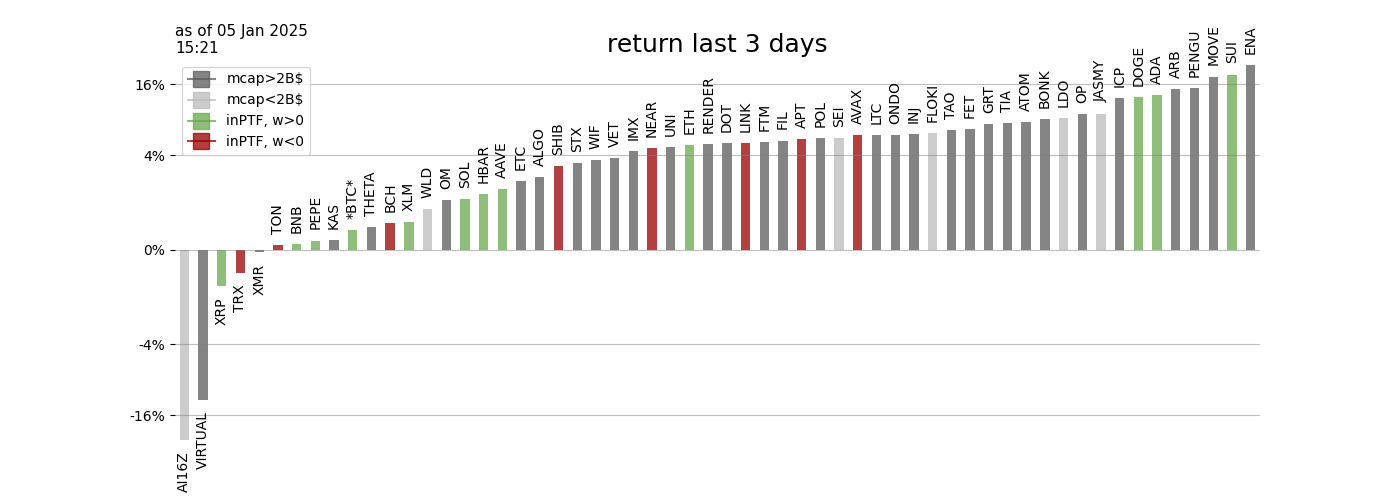 as of 05 Jan 2025
15:21
return last 3 days
mcap>2B$
mcap<2B$
inPTF, w>0
inPTF, w<0
16%
4%
0%
-4%
-16%
AI16Z
VIRTUAL
XRP
TRX
XMR
TON
BNB
PEPE
KAS
*BTC*
THETA
BCH
XLM
WLD
OM
SOL
HBAR
AAVE
ETC
ALGO
SHIB
STX
WIF
VET
IMX
NEAR
UNI
ETH
RENDER
DOT
LINK
FTM
FIL
APT
POL
SEI
AVAX
LTC
ONDO
INJ
FLOKI
TAO
FET
GRT
TIA
ATOM
BONK
LDO
OP
JASMY
ICP
DOGE
ADA
ARB
PENGU
MOVE
SUI
ENA